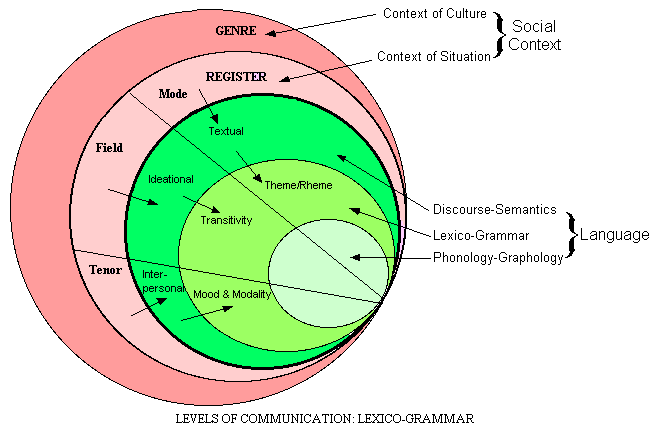 Context of Culture
GENRE
Social
Context
Context of Situation
REGISTER
Mode
Textual
Field
Ideational
Theme/Rheme
Discourse-Semantics
Transitivity
Lexico-Grammar
Language
Phonology-Graphology
Tenor
Inter-
personal
Mood & Modality
LEVELS OF COMMUNICATION: LEXICO-GRAMMAR